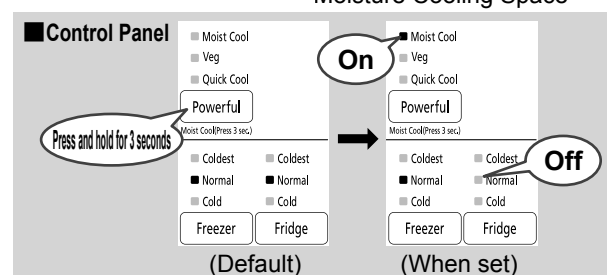 Moisture Cooling Space
■Control Panel
Moist Cool
Veg
Quick Cool
Powerful
Moist Cool(Press 3 sec.)
Press and hold for 3 seconds
Coldest Coldest
Normal Normal
Cold Cold
Freezer Fridge
(Default)
On
Moist Cool
Veg
Quick Cool
Powerful
Moist Cool(Press 3 sec.)
Coldest Coldest
Off
Normal Normal
Cold Cold
Freezer Fridge
(When set)